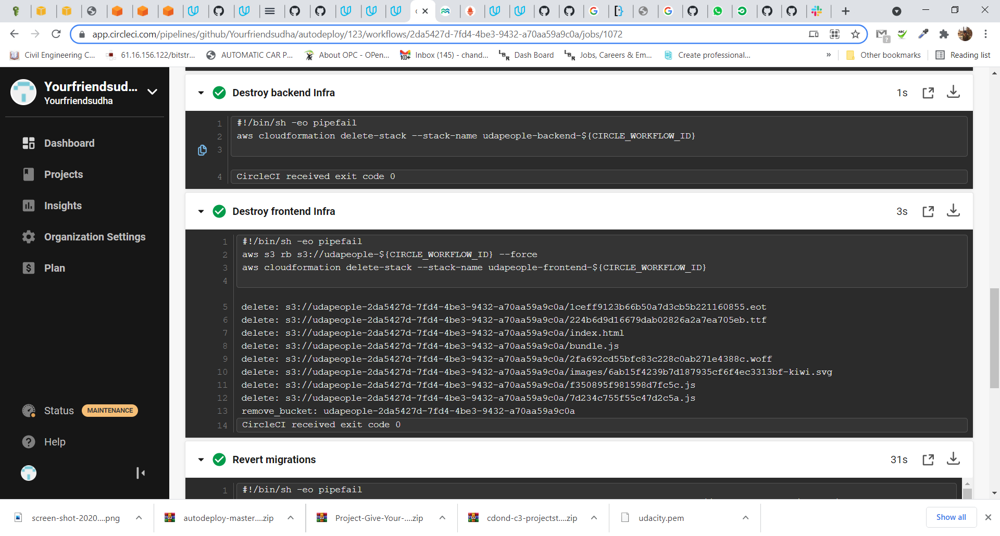 app.circleci.com/pipelines/github/Yourfriendsudha/autodeploy/123/workflows/2da5427d-7fd4-4be3-9432-a70aa59a9c0a/jobs/1072
Civil Engineering C... 61.16.156.122/bitstr... AUTOMATIC CAR P... About OPC - OPen... Inbox (145) - chand... Dash Board Jobs, Careers & Em... Create professional... » Other bookmarks Reading list
Yourfriendsud...
Yourfriendsudha
Dashboard
Projects
Insights
Organization Settings
Plan
Status MAINTENANCE
Help
Destroy backend Infra 1s
1 #!/bin/sh -eo pipefail
2 aws cloudformation delete-stack --stack-name udapeople-backend-${CIRCLE_WORKFLOW_ID}
3
4 CircleCI received exit code 0
Destroy frontend Infra 3s
1 #!/bin/sh -eo pipefail
2 aws s3 rb s3://udapeople-${CIRCLE_WORKFLOW_ID} --force
3 aws cloudformation delete-stack --stack-name udapeople-frontend-${CIRCLE_WORKFLOW_ID}
4
5 delete: s3://udapeople-2da5427d-7fd4-4be3-9432-a70aa59a9c0a/1ceff9123b66b50a7d3cb5b221160855.eot
6 delete: s3://udapeople-2da5427d-7fd4-4be3-9432-a70aa59a9c0a/224b6d9d16679dab02826a2a7ea705eb.ttf
7 delete: s3://udapeople-2da5427d-7fd4-4be3-9432-a70aa59a9c0a/index.html
8 delete: s3://udapeople-2da5427d-7fd4-4be3-9432-a70aa59a9c0a/bundle.js
9 delete: s3://udapeople-2da5427d-7fd4-4be3-9432-a70aa59a9c0a/2fa692cd55bfc83c228c0ab271e4388c.woff
10 delete: s3://udapeople-2da5427d-7fd4-4be3-9432-a70aa59a9c0a/images/6ab15f4239b7d187935cf6f4ec3313bf-kiwi.svg
11 delete: s3://udapeople-2da5427d-7fd4-4be3-9432-a70aa59a9c0a/f350895f981598d7fc5c.js
12 delete: s3://udapeople-2da5427d-7fd4-4be3-9432-a70aa59a9c0a/7d234c755f55c47d2c5a.js
13 remove_bucket: udapeople-2da5427d-7fd4-4be3-9432-a70aa59a9c0a
14 CircleCI received exit code 0
Revert migrations 31s
1 #!/bin/sh -eo pipefail
screen-shot-2020....png autodeploy-master....zip Project-Give-Your-....zip cdond-c3-projectst....zip udacity.pem Show all